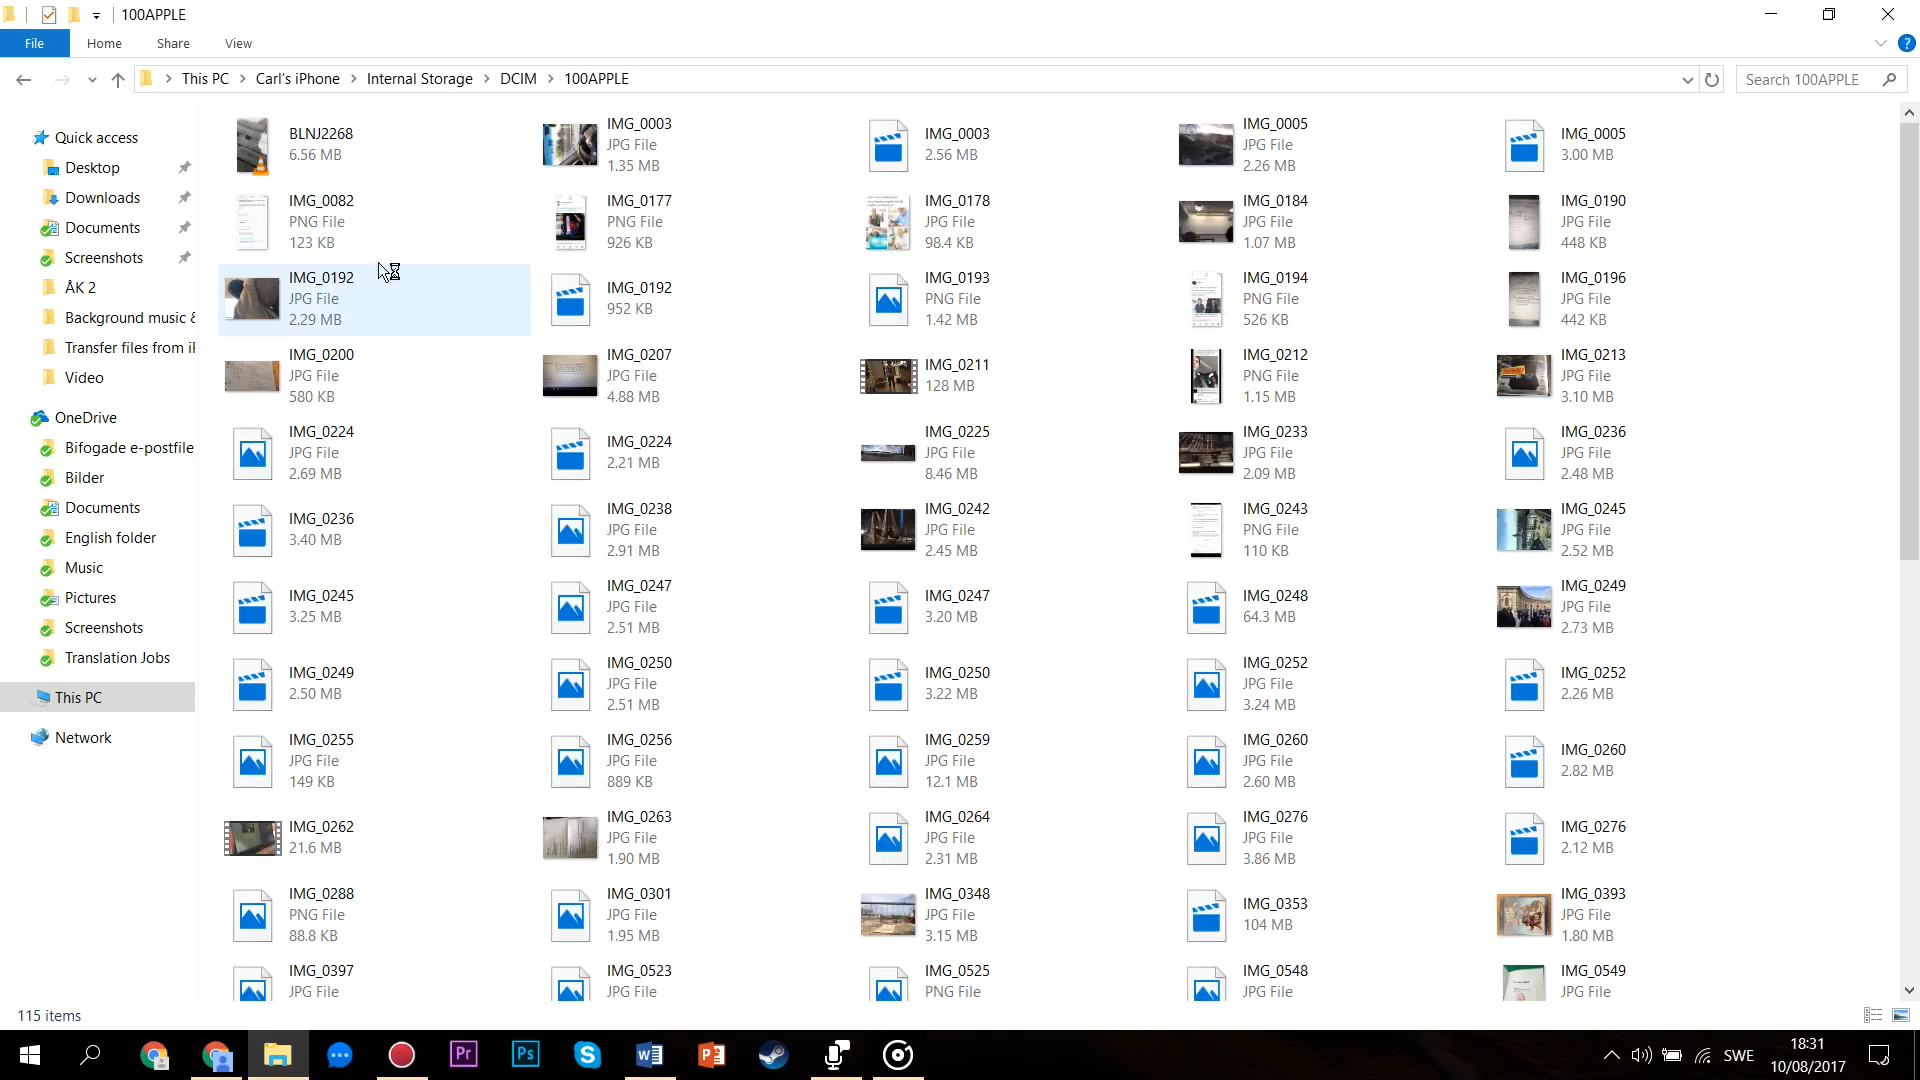 100APPLE
File Home Share View
This PC Carl's iPhone Internal Storage DCIM 100APPLE
Search 100APPLE
Quick access
Desktop
Downloads
Documents
Screenshots
ÅK 2
Background music &
Transfer files from
Video
OneDrive
Bifogade e-postfile
Bilder
Documents
English folder
Music
Pictures
Screenshots
Translation Jobs
This PC
Network
BLNJ2268
6.56 MB
IMG_0003
JPG File
1.35 MB
IMG_0003
2.56 MB
IMG_0005
JPG File
2.26 MB
IMG_0005
3.00 MB
IMG_0082
PNG File
123 KB
IMG_0177
PNG File
926 KB
IMG_0178
JPG File
98.4 KB
IMG_0184
JPG File
1.07 MB
IMG_0190
JPG File
448 KB
IMG_0192
JPG File
2.29 MB
IMG_0192
952 KB
IMG_0193
PNG File
1.42 MB
IMG_0194
PNG File
526 KB
IMG_0196
JPG File
442 KB
IMG_0200
JPG File
580 KB
IMG_0207
JPG File
4.88 MB
IMG_0211
128 MB
IMG_0212
PNG File
1.15 MB
IMG_0213
JPG File
3.10 MB
IMG_0224
JPG File
2.69 MB
IMG_0224
2.21 MB
IMG_0225
JPG File
8.46 MB
IMG_0233
JPG File
2.09 MB
IMG_0236
JPG File
2.48 MB
IMG_0236
3.40 MB
IMG_0238
JPG File
2.91 MB
IMG_0242
JPG File
2.45 MB
IMG_0243
PNG File
110 KB
IMG_0245
JPG File
2.52 MB
IMG_0245
3.25 MB
IMG_0247
JPG File
2.51 MB
IMG_0247
3.20 MB
IMG_0248
64.3 MB
IMG_0249
JPG File
2.73 MB
IMG_0249
2.50 MB
IMG_0250
JPG File
2.51 MB
IMG_0250
3.22 MB
IMG_0252
JPG File
3.24 MB
IMG_0252
2.26 MB
IMG_0255
JPG File
149 KB
IMG_0256
JPG File
889 KB
IMG_0259
JPG File
12.1 MB
IMG_0260
JPG File
2.60 MB
IMG_0260
2.82 MB
IMG_0262
21.6 MB
IMG_0263
JPG File
1.90 MB
IMG_0264
JPG File
2.31 MB
IMG_0276
JPG File
3.86 MB
IMG_0276
2.12 MB
IMG_0288
PNG File
88.8 KB
IMG_0301
JPG File
1.95 MB
IMG_0348
JPG File
3.15 MB
IMG_0353
104 MB
IMG_0393
JPG File
1.80 MB
IMG_0397
JPG File
IMG_0523
JPG File
IMG_0525
PNG File
IMG_0548
JPG File
IMG_0549
JPG File
115 items
Pr Ps
SWE
18:31
10/08/2017